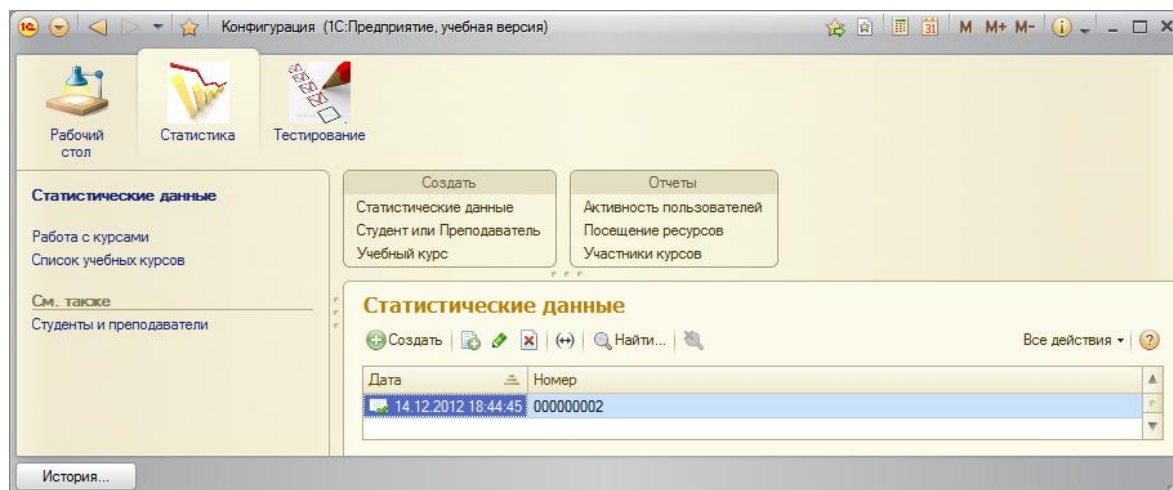 Конфигурация (1С:Предприятие, учебная версия)
M M+ M-
Рабочий
стол
Статистика
Тестирование
Статистические данные
Работа с курсами
Список учебных курсов
См. также
Студенты и преподаватели
Создать
Статистические данные
Студент или Преподаватель
Учебный курс
Отчеты
Активность пользователей
Посещение ресурсов
Участники курсов
Статистические данные
Создать
Найти...
Все действия
Дата
Номер
14.12.2012 18:44:45
000000002
История...